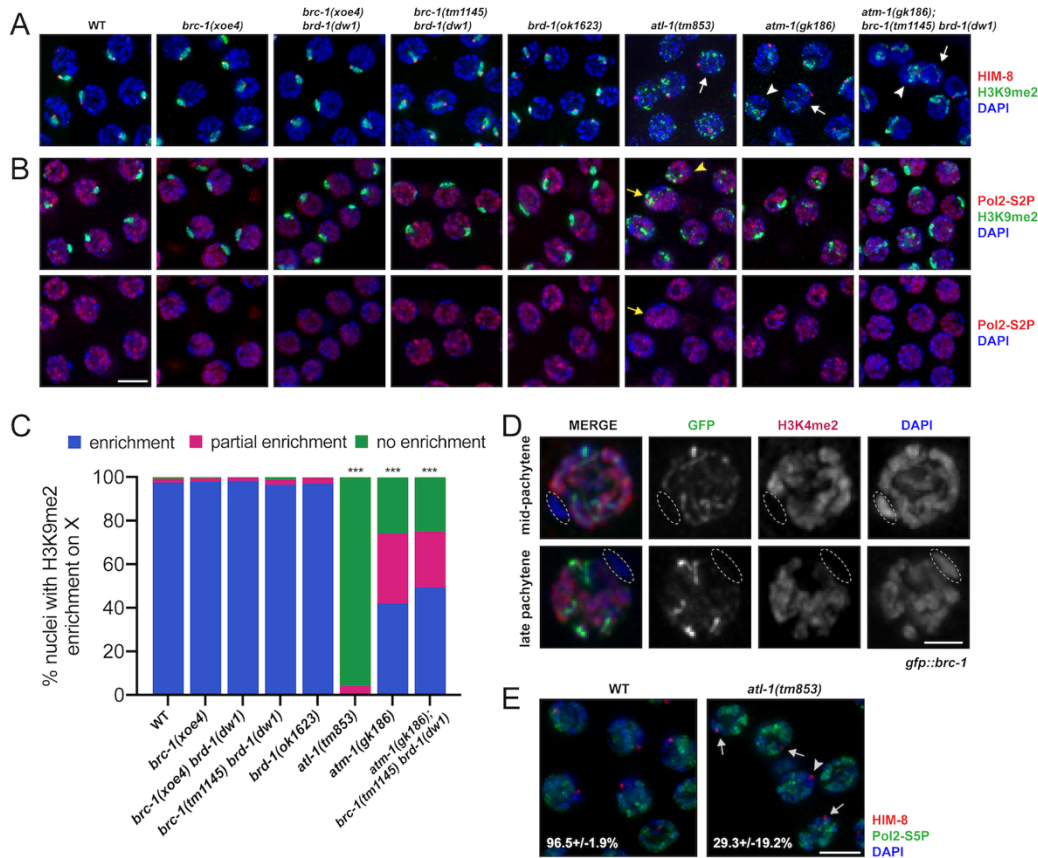 A
WT
brc-1(xoe4)
brc-1(xoe4)
brd-1(dw1)
brc-1(tm1145)
brd-1(dw1)
brd-1(ok1623)
atl-1(tm853)
atm-1(gk186)
atm-1(gk186);
brc-1(tm1145) brd-1(dw1)
HIM-8
H3K9me2
DAPI
B
Pol2-S2P
H3K9me2
DAPI
Pol2-S2P
DAPI
C
enrichment
partial enrichment
no enrichment
% nuclei with H3K9me2
enrichment on X
100
80
60
40
20
0
*** *** ***
WT
brc-1(xoe4)
brc-1(xoe4) brd-1(dw1)
brc-1(tm1145) brd-1(dw1)
brd-1(ok1623)
atl-1(tm853)
atm-1(gk186)
atm-1(gk186);
brc-1(tm1145) brd-1(dw1)
D
MERGE
GFP
H3K4me2
DAPI
mid-pachytene
late pachytene
gfp::brc-1
E
WT
atl-1(tm853)
96.5+/-1.9%
29.3+/-19.2%
HIM-8
Pol2-S5P
DAPI